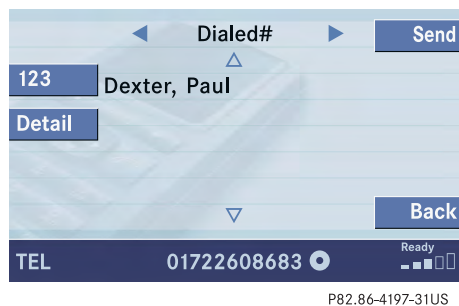 Dialed#
Send
123
Dexter, Paul
Detail
Back
TEL
01722608683
Ready
P82.86-4197-31US